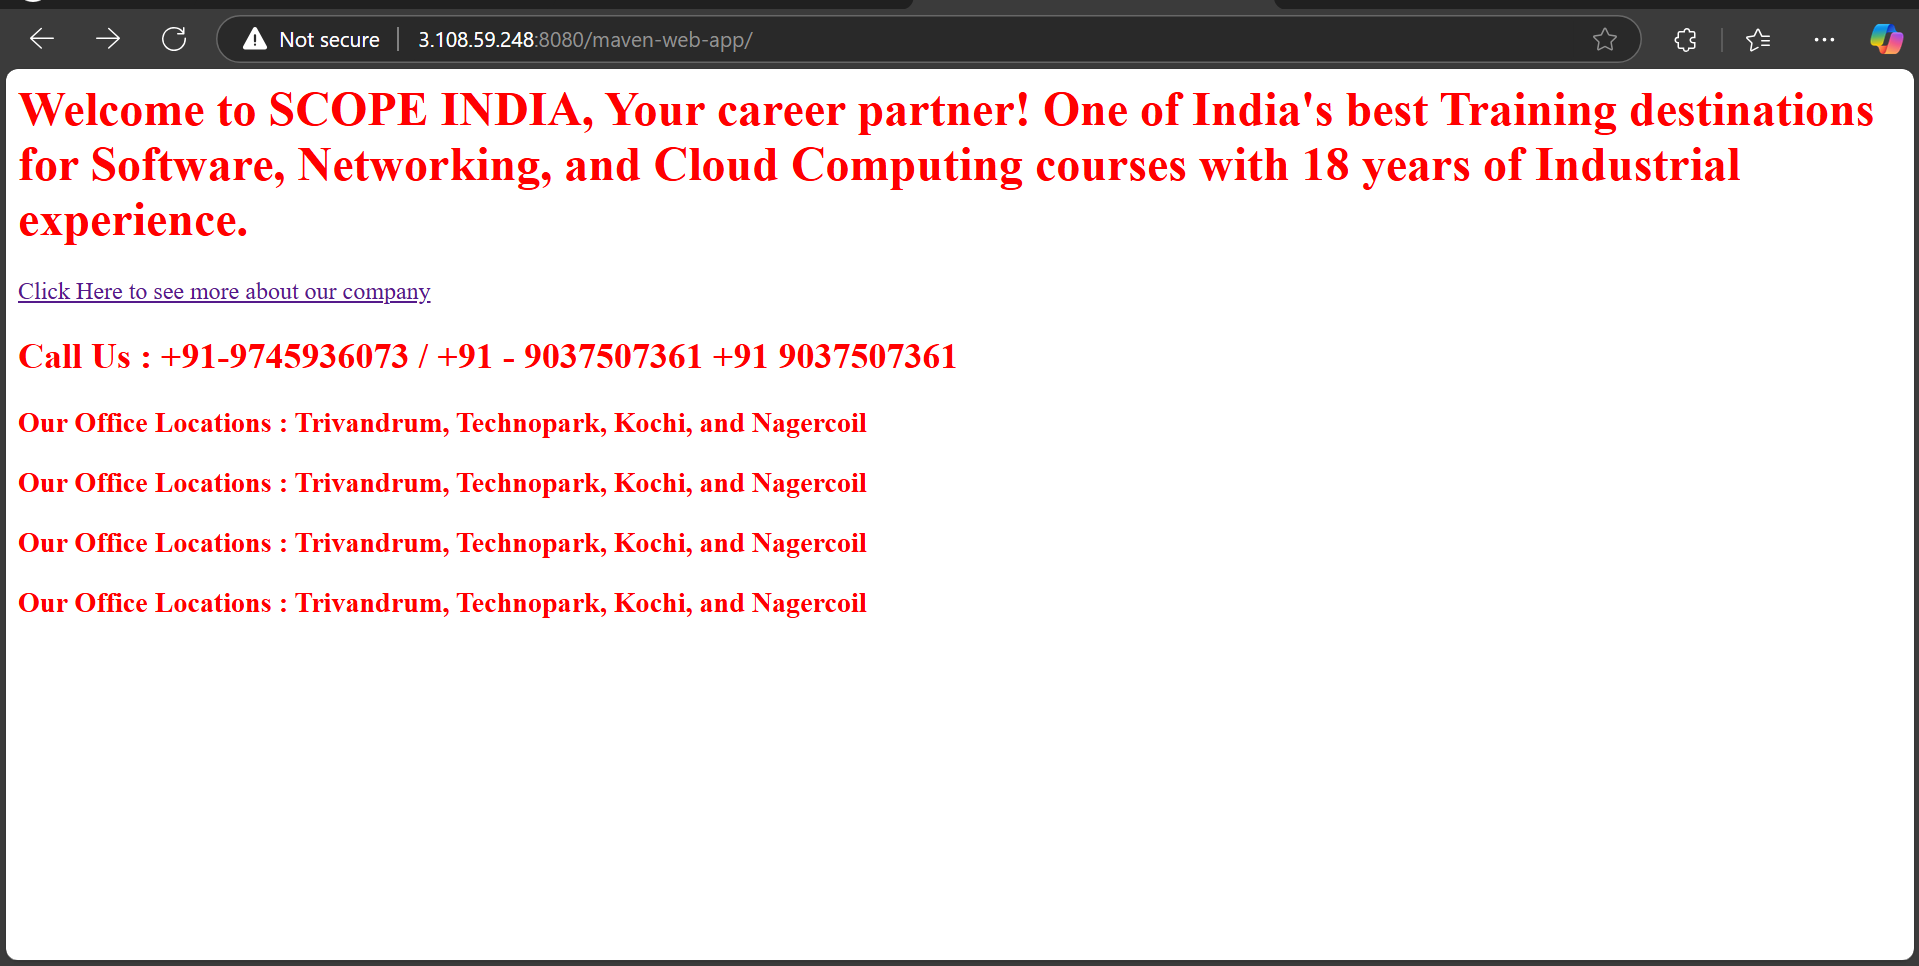 Not secure 3.108.59.248:8080/maven-web-app/
Welcome to SCOPE INDIA, Your career partner! One of India's best Training destinations
for Software, Networking, and Cloud Computing courses with 18 years of Industrial
experience.
Click Here to see more about our company
Call Us : +91-9745936073 / +91 - 9037507361 +91 9037507361
Our Office Locations : Trivandrum, Technopark, Kochi, and Nagercoil
Our Office Locations : Trivandrum, Technopark, Kochi, and Nagercoil
Our Office Locations : Trivandrum, Technopark, Kochi, and Nagercoil
Our Office Locations : Trivandrum, Technopark, Kochi, and Nagercoil